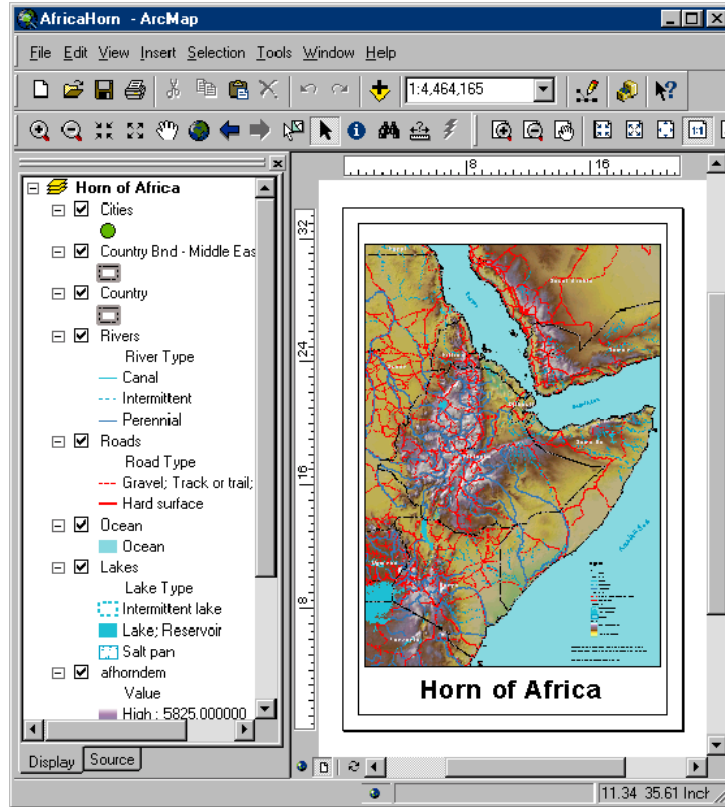 AfricaHorn - ArcMap
File Edit View Insert Selection Tools Window Help
1:4,464,165
1:1
Horn of Africa
Cities
Country Bnd - Middle Eas
Country
Rivers
River Type
Canal
Intermittent
Perennial
Roads
Road Type
Gravel; Track or trail;
Hard surface
Ocean
Ocean
Lakes
Lake Type
Intermittent lake
Lake; Reservoir
Salt pan
afhorndem
Value
High : 5825.000000
Display Source
8 16
32
24
16
8
Horn of Africa
11.34 35.61 Inch